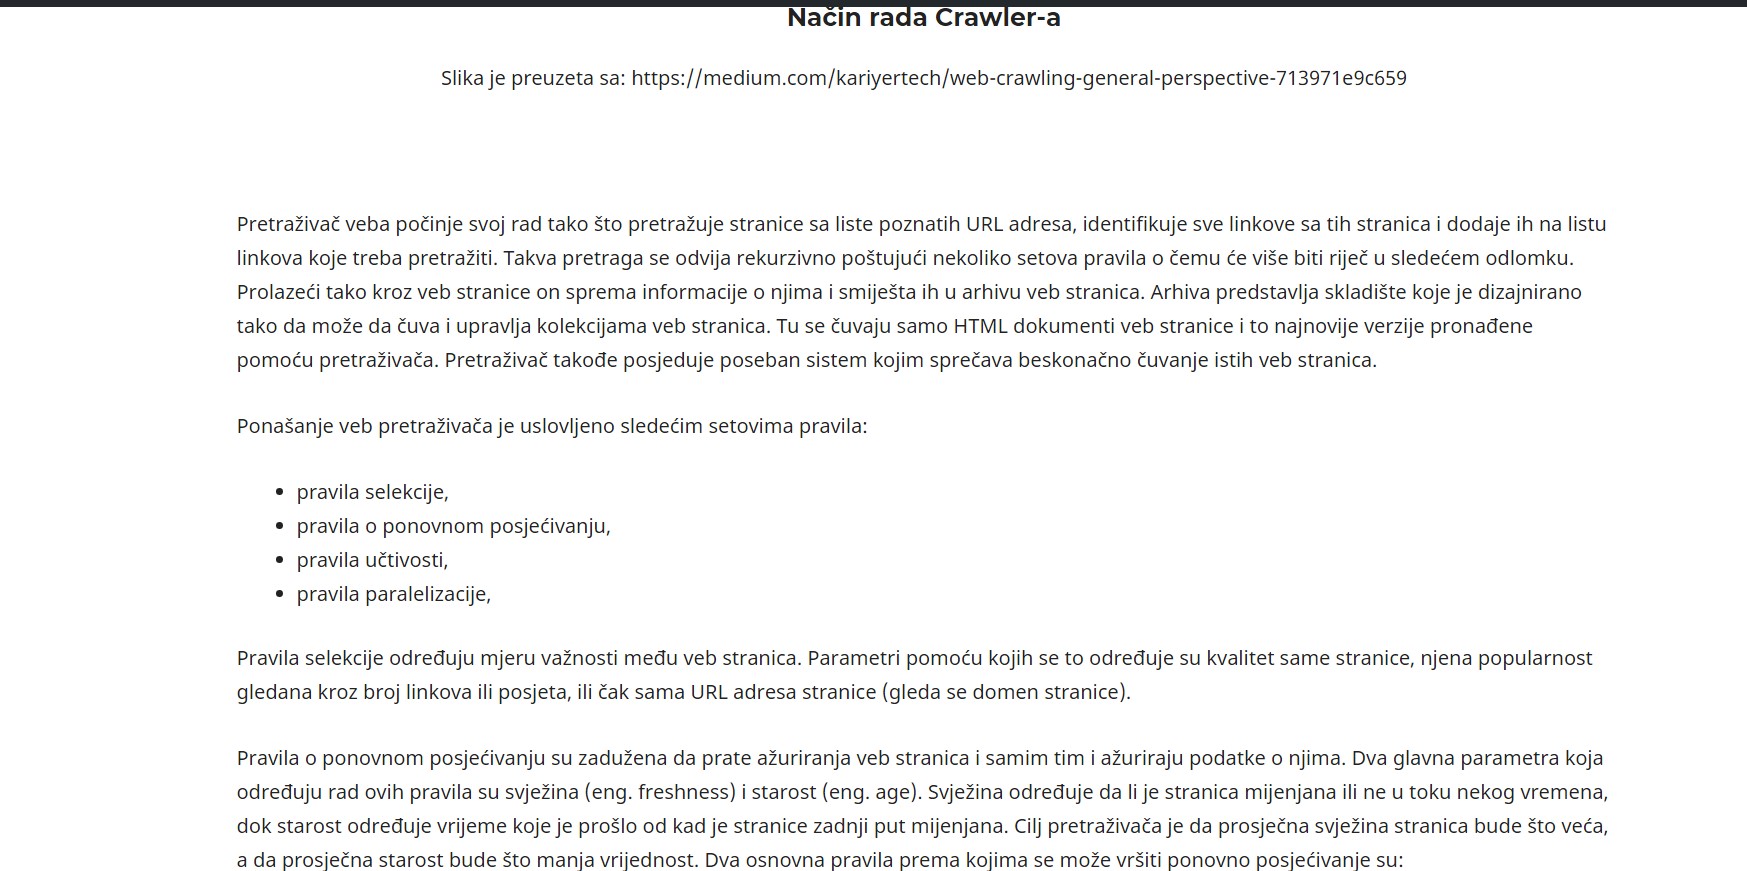 Način rada Crawler-a
Slika je preuzeta sa: https://medium.com/kariyertech/web-crawling-general-perspective-713971e9c659
Pretraživač veba počinje svoj rad tako što pretražuje stranice sa liste poznatih URL adresa, identifikuje sve linkove sa tih stranica i dodaje ih na listu
linkova koje treba pretražiti. Takva pretraga se odvija rekurzivno poštujući nekoliko setova pravila o čemu će više biti riječ u sledećem odlomku.
Prolazeći tako kroz veb stranice on sprema informacije o njima i smiješta ih u arhivu veb stranica. Arhiva predstavlja skladište koje je dizajnirano
tako da može da čuva i upravlja kolekcijama veb stranica. Tu se čuvaju samo HTML dokumenti veb stranice i to najnovije verzije pronađene
pomoću pretraživača. Pretraživač takođe posjeduje poseban sistem kojim sprečava beskonačno čuvanje istih veb stranica.
Ponašanje veb pretraživača je uslovljeno sledećim setovima pravila:
• pravila selekcije,
• pravila o ponovnom posjećivanju,
• pravila učtivosti,
• pravila paralelizacije,
Pravila selekcije određuju mjeru važnosti među veb stranica. Parametri pomoću kojih se to određuje su kvalitet same stranice, njena popularnost
gledana kroz broj linkova ili posjeta, ili čak sama URL adresa stranice (gleda se domen stranice).
Pravila o ponovnom posjećivanju su zadužena da prate ažuriranja veb stranica i samim tim i ažuriraju podatke o njima. Dva glavna parametra koja
određuju rad ovih pravila su svježina (eng. freshness) i starost (eng. age). Svježina određuje da li je stranica mijenjana ili ne u toku nekog vremena,
dok starost određuje vrijeme koje je prošlo od kad je stranice zadnji put mijenjana. Cilj pretraživača je da prosječna svježina stranica bude što veća,
a da prosječna starost bude što manja vrijednost. Dva osnovna pravila prema kojima se može vršiti ponovno posjećivanje su: